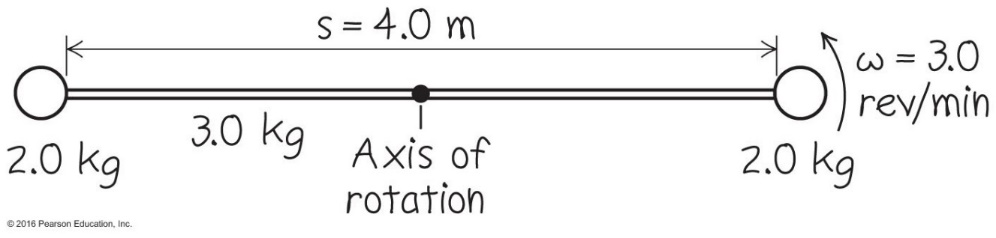 s = 4.0 m
ω = 3.0
rev/min
3.0 kg
2.0 kg
Axis of
rotation
2.0 kg
© 2016 Pearson Education, Inc.